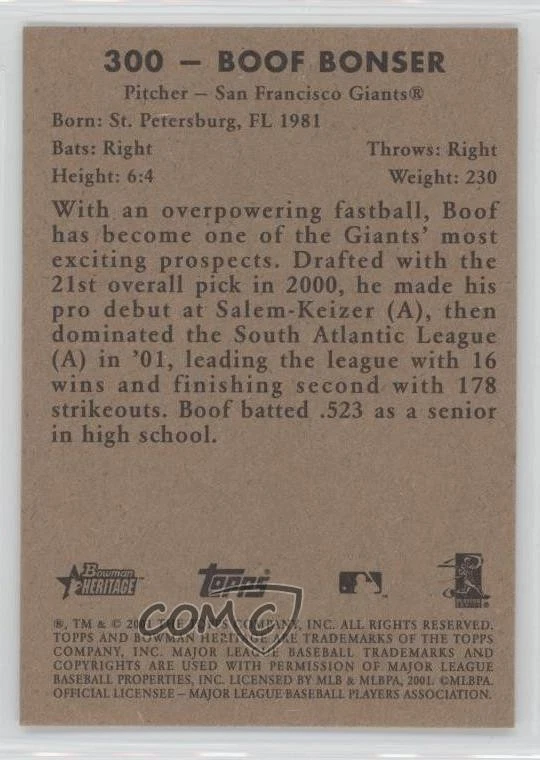 300 – BOOF BONSER
Pitcher – San Francisco Giants®
Born: St. Petersburg, FL 1981
Bats: Right Throws: Right
Height: 6:4 Weight: 230
With an overpowering fastball, Boof
has become one of the Giants' most
exciting prospects. Drafted with the
21st overall pick in 2000, he made his
pro debut at Salem-Keizer (A), then
dominated the South Atlantic League
(A) in '01, leading the league with 16
wins and finishing second with 178
strikeouts. Boof batted .523 as a senior
in high school.
Bowman
HERITAGE
TOPPS
COMC
®, TM & © 2001 THE TOPPS COMPANY, INC. ALL RIGHTS RESERVED.
TOPPS AND BOWMAN HERITAGE ARE TRADEMARKS OF THE TOPPS
COMPANY, INC. MAJOR LEAGUE BASEBALL TRADEMARKS AND
COPYRIGHTS ARE USED WITH PERMISSION OF MAJOR LEAGUE
BASEBALL PROPERTIES, INC. LICENSED BY MLB & MLBPA, 2001. ©MLBPA.
OFFICIAL LICENSEE – MAJOR LEAGUE BASEBALL PLAYERS ASSOCIATION.